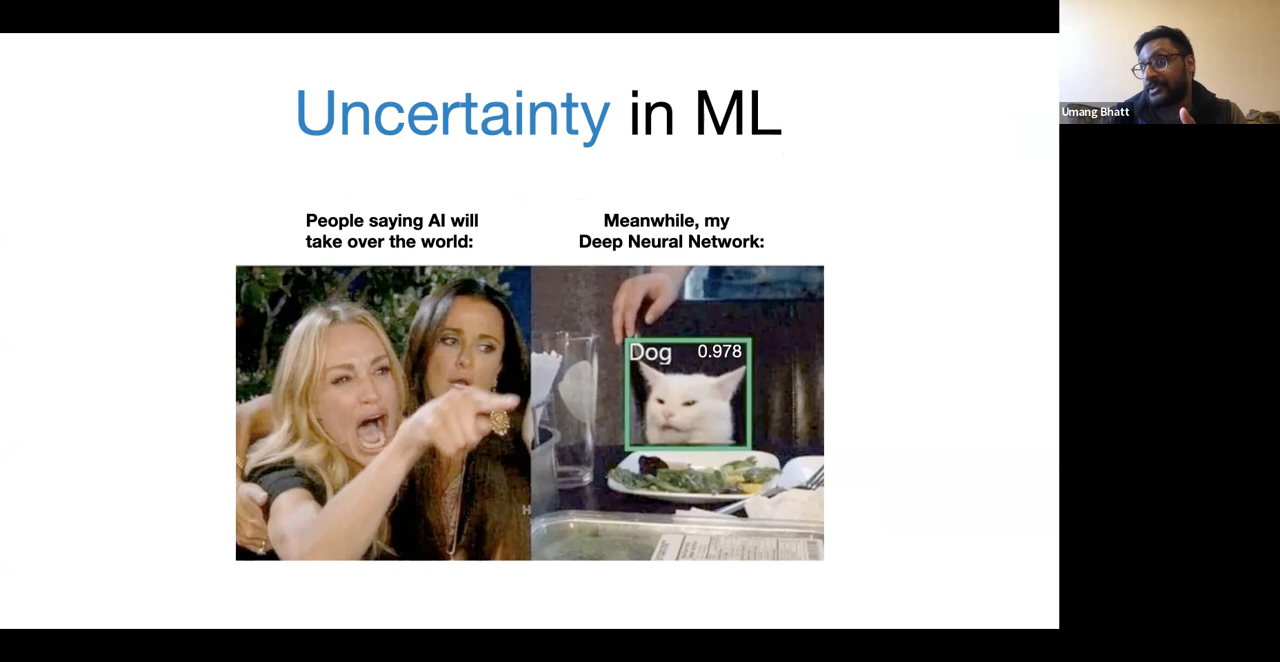 Uncertainty in ML
People saying AI will
take over the world:
Meanwhile, my
Deep Neural Network:
Dog 0.978
H
Umang Bhatt